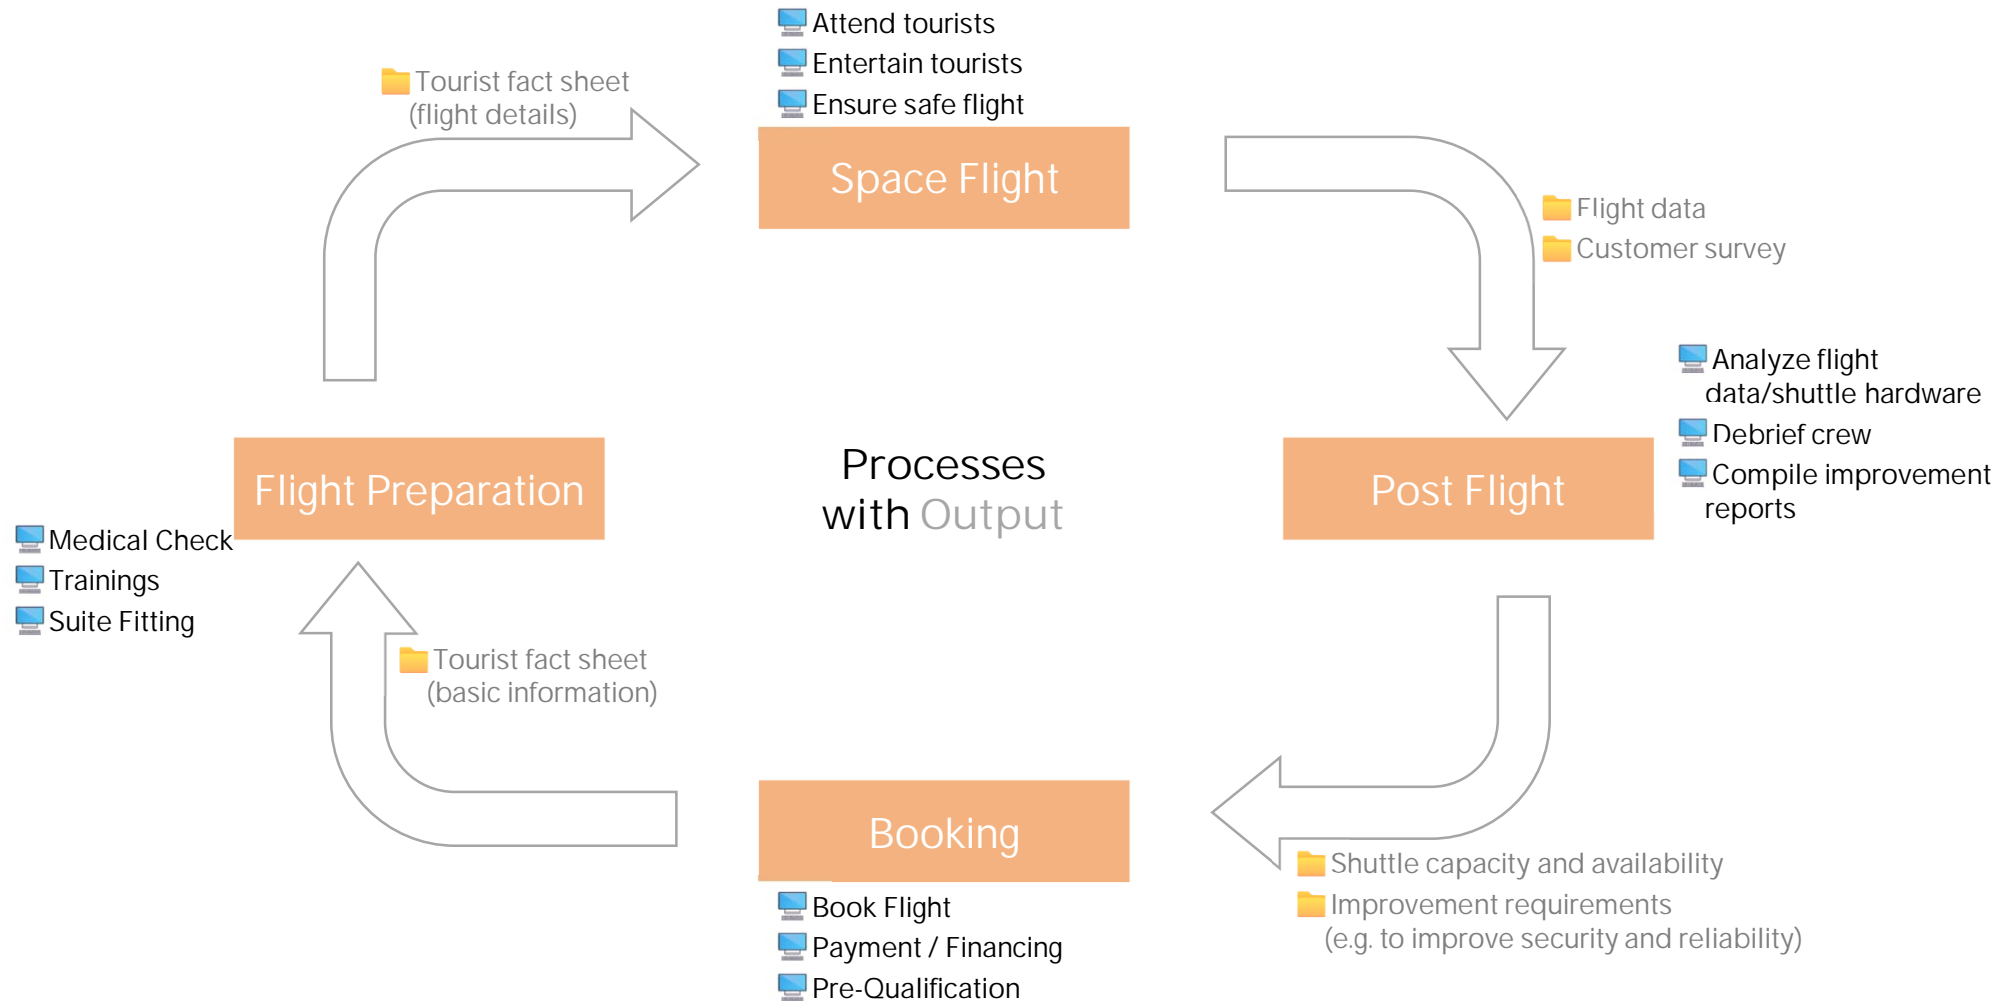 Attend tourists
Entertain tourists
Ensure safe flight
Tourist fact sheet
(flight details)
Space Flight
Flight data
Customer survey
Analyze flight
data/shuttle hardware
Debrief crew
Compile improvement
reports
Flight Preparation
Processes
with Output
Post Flight
Medical Check
Trainings
Suite Fitting
Tourist fact sheet
(basic information)
Booking
Shuttle capacity and availability
Improvement requirements
(e.g. to improve security and reliability)
Book Flight
Payment / Financing
Pre-Qualification